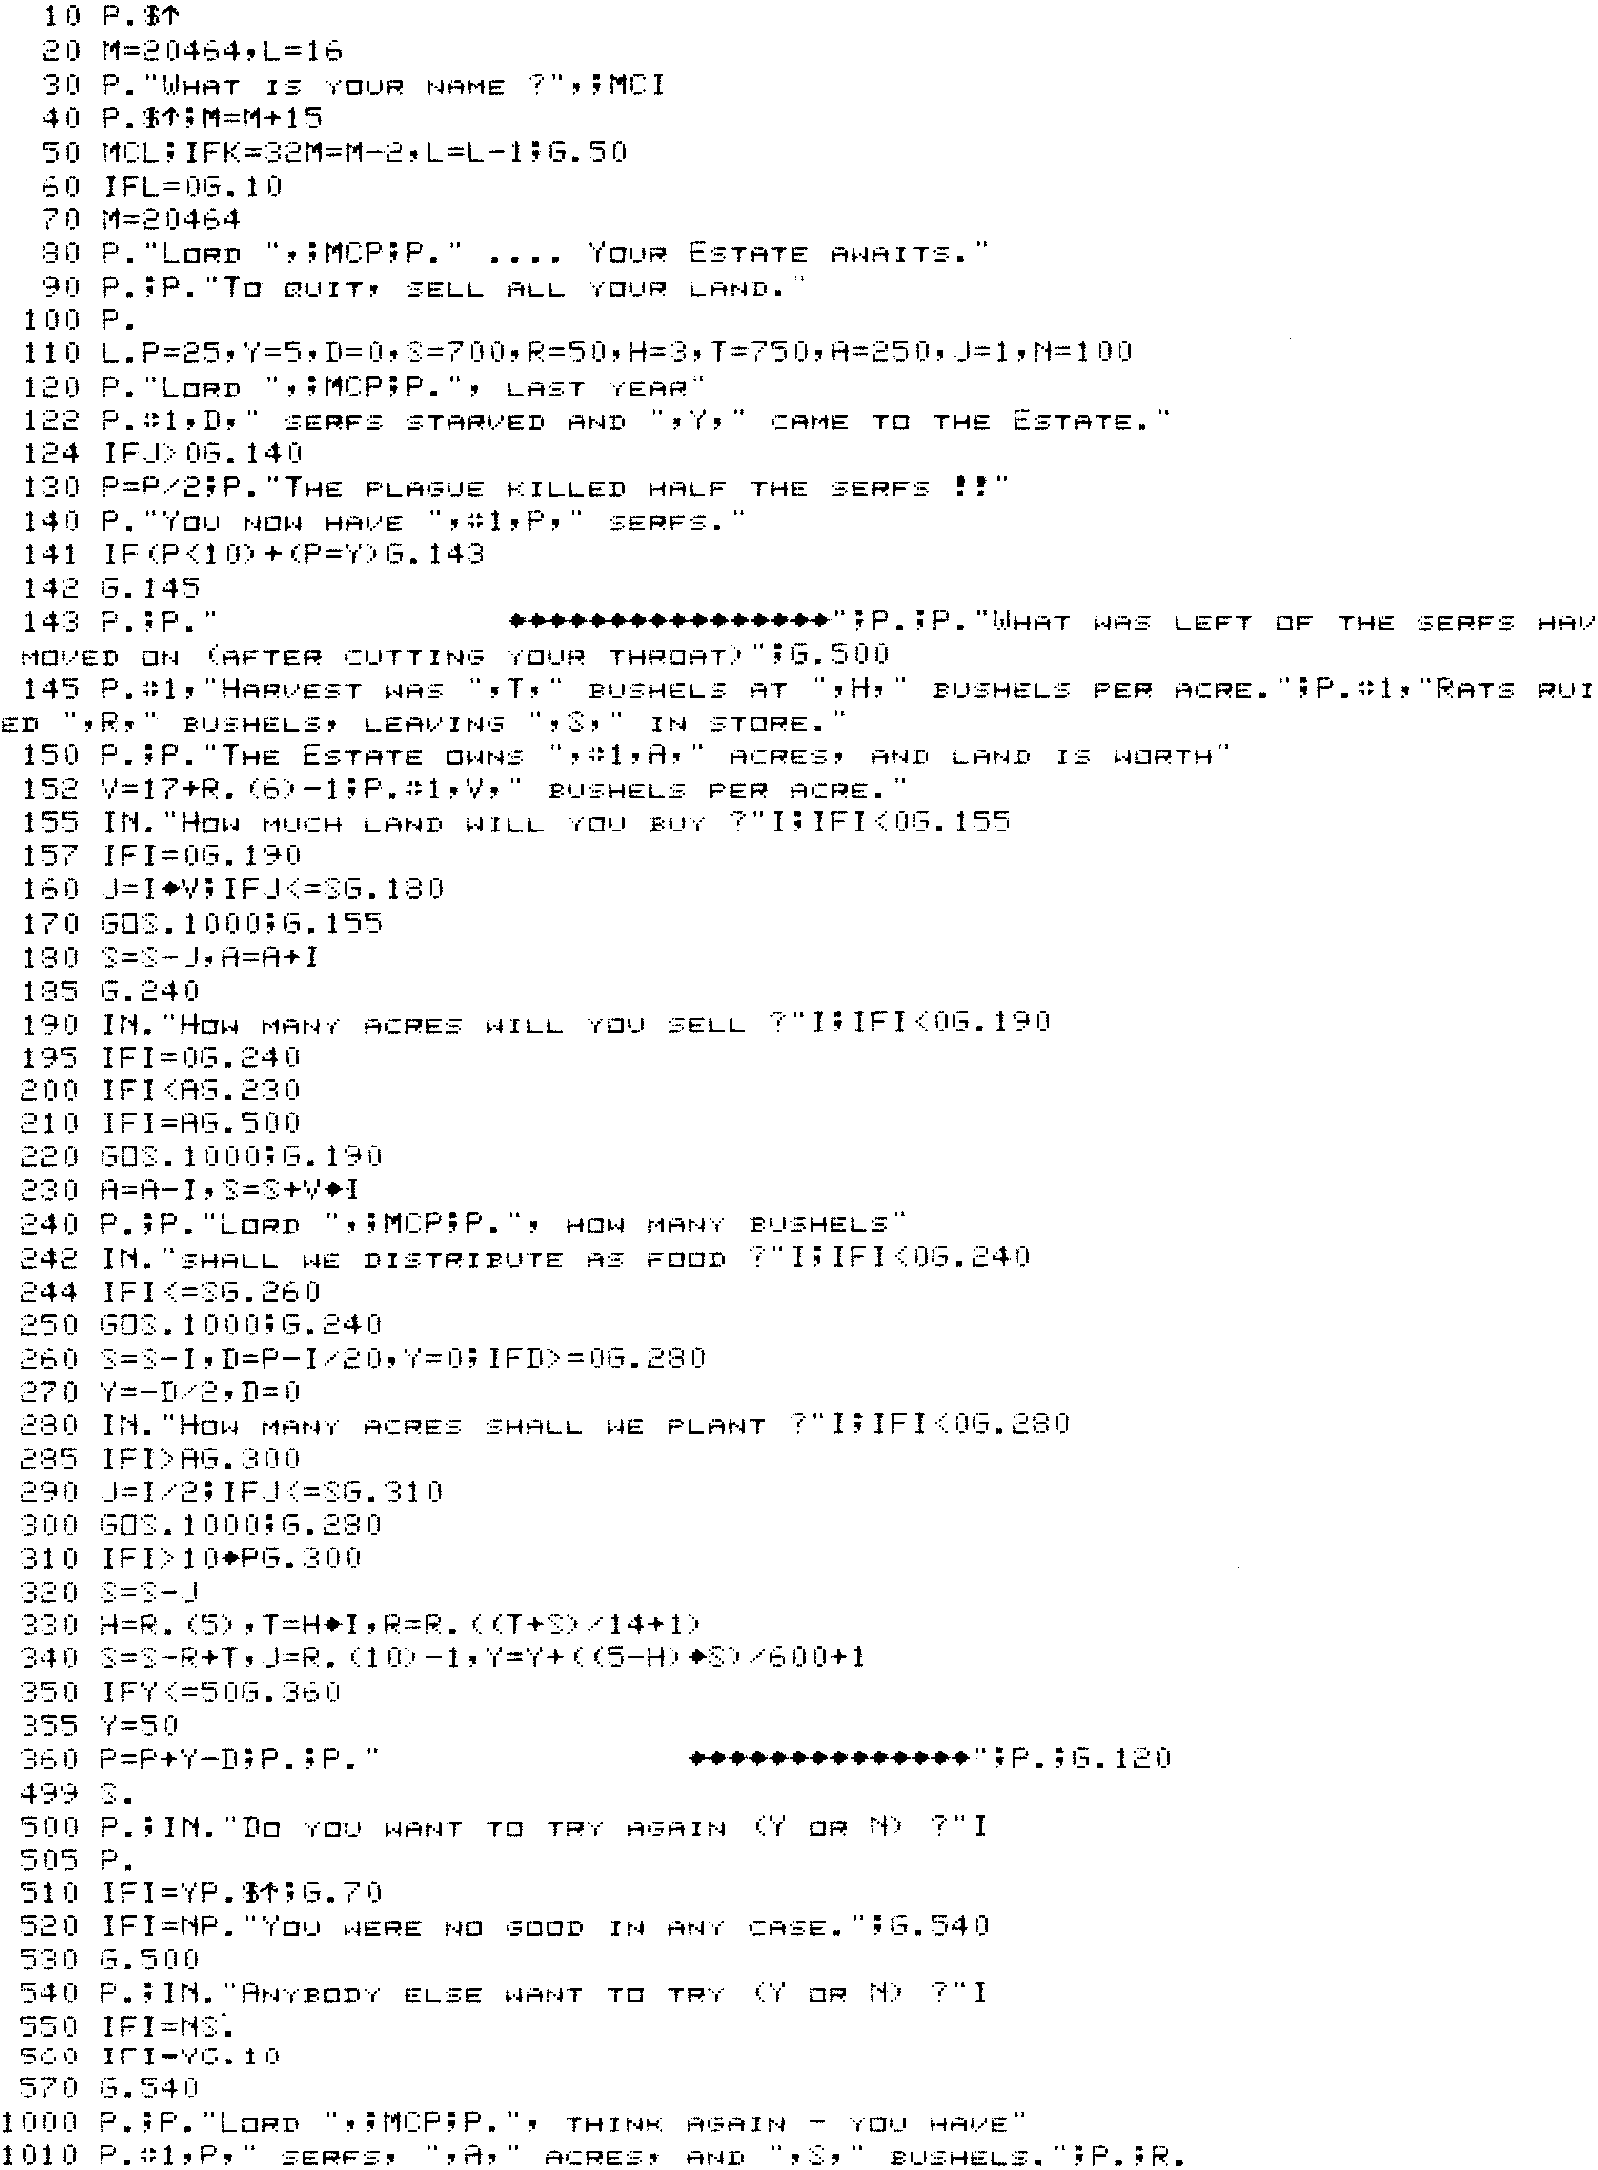 10 P.$↑
20 M=20464,L=16
30 P."What is your name ?",;MCI
40 P.$↑;M=M+15
50 MCL;IFK=32M=M-2,L=L-1;G.50
60 IFL=0G.10
70 M=20464
80 P."Lord ",;MCP;P." .... Your Estate awaits."
90 P.;P."To quit, sell all your land."
100 P.
110 L.P=25,Y=5,D=0,S=700,R=50,H=3,T=750,A=250,J=1,N=100
120 P."Lord ",;MCP;P.", last year"
122 P.#1,D," serfs starved and ",Y," came to the Estate."
124 IFJ>0G.140
130 P=P/2;P."The plague killed half the serfs !!"
140 P."You now have ",#1,P," serfs."
141 IF(P<10)+(P=Y)G.143
142 G.145
143 P.;P." ****************";P.;P."What was left of the serfs hav
moved on (after cutting your throat)";G.500
145 P.#1,"Harvest was ",T," bushels at ",H," bushels per acre.";P.#1,"Rats rui
ed ",R," bushels, leaving ",S," in store."
150 P.;P."The Estate owns ",#1,A," acres, and land is worth"
152 V=17+R.(6)-1;P.#1,V," bushels per acre."
155 IN."How much land will you buy ?"I;IFI<0G.155
157 IFI=0G.190
160 J=I*V;IFJ<=SG.180
170 GOS.1000;G.155
180 S=S-J,A=A+I
185 G.240
190 IN."How many acres will you sell ?"I;IFI<0G.190
195 IFI=0G.240
200 IFI<AG.230
210 IFI=AG.500
220 GOS.1000;G.190
230 A=A-I,S=S+V*I
240 P.;P."Lord ",;MCP;P.", how many bushels"
242 IN."shall we distribute as food ?"I;IFI<0G.240
244 IFI<=SG.260
250 GOS.1000;G.240
260 S=S-I,D=P-I/20,Y=0;IFD>=0G.280
270 Y=-D/2,D=0
280 IN."How many acres shall we plant ?"I;IFI<0G.280
285 IFI>AG.300
290 J=I/2;IFJ<=SG.310
300 GOS.1000;G.280
310 IFI>10*PG.300
320 S=S-J
330 H=R.(5),T=H*I,R=R.((T+S)/14+1)
340 S=S-R+T,J=R.(10)-1,Y=Y+((5-H)*S)/600+1
350 IFY<=50G.360
355 Y=50
360 P=P+Y-D;P.;P." **************";P.;G.120
499 S.
500 P.;IN."Do you want to try again (Y or N) ?"I
505 P.
510 IFI=YP.$↑;G.70
520 IFI=NP."You were no good in any case.";G.540
530 G.500
540 P.;IN."Anybody else want to try (Y or N) ?"I
550 IFI=NS.
560 IFI=YG.10
570 G.540
1000 P.;P."Lord ",;MCP;P.", think again - you have"
1010 P.#1,P," serfs, ",A," acres, and ",S," bushels.";P.;R.